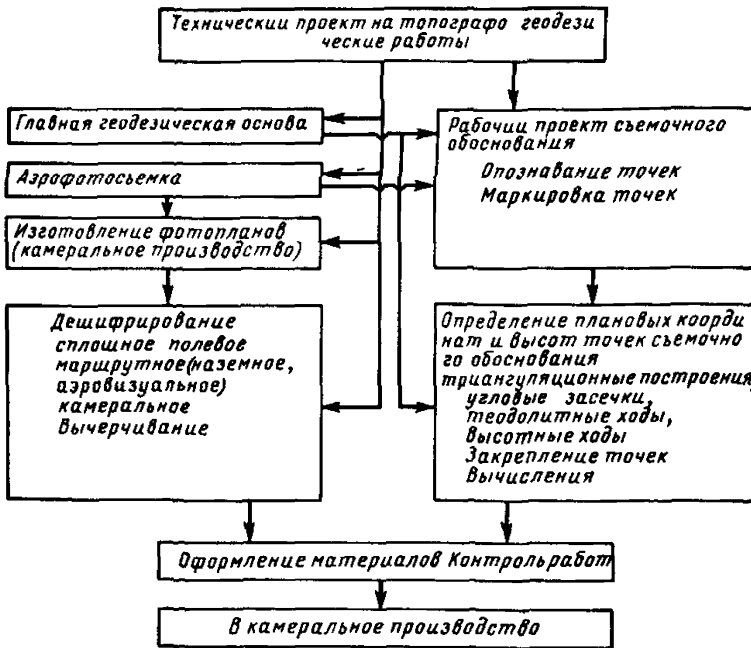 Технический проект на топографо геодези
ческие работы
Главная геодезическая основа
Рабочий проект съемочного
обоснования
Опознавание точек
Маркировка точек
Аэрофотосъемка
Изготовление фотопланов
(камеральное производство)
Дешифрирование
сплошное полевое
маршрутное(наземное,
аэровизуальное)
камеральное
Вычерчивание
Определение плановых коорди
нат и высот точек съемочно
го обоснования
триангуляционные построения,
угловые засечки,
теодолитные ходы,
высотные ходы
Закрепление точек
Вычисления
Оформление материалов Контроль работ
В камеральное производство